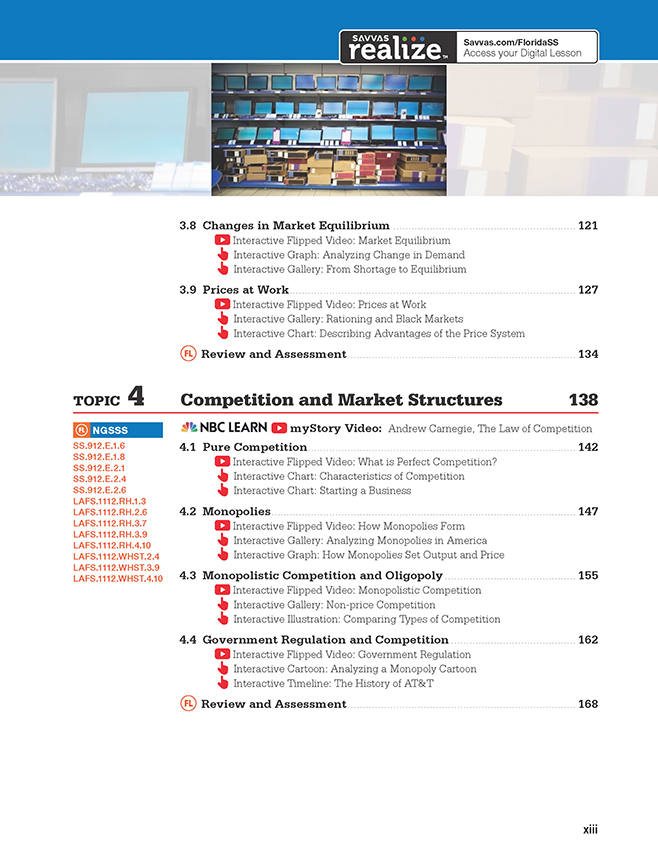 SAVVAS
realize™
Savvas.com/FloridaSS
Access your Digital Lesson
3.8 Changes in Market Equilibrium 121
Interactive Flipped Video: Market Equilibrium
Interactive Graph: Analyzing Change in Demand
Interactive Gallery: From Shortage to Equilibrium
3.9 Prices at Work 127
Interactive Flipped Video: Prices at Work
Interactive Gallery: Rationing and Black Markets
Interactive Chart: Describing Advantages of the Price System
FL Review and Assessment 134
TOPIC 4 Competition and Market Structures 138
FL NGSSS
SS.912.E.1.6
SS.912.E.1.8
SS.912.E.2.1
SS.912.E.2.4
SS.912.E.2.6
LAFS.1112.RH.1.3
LAFS.1112.RH.2.6
LAFS.1112.RH.3.7
LAFS.1112.RH.3.9
LAFS.1112.RH.4.10
LAFS.1112.WHST.2.4
LAFS.1112.WHST.3.9
LAFS.1112.WHST.4.10
NBC LEARN myStory Video: Andrew Carnegie, The Law of Competition
4.1 Pure Competition 142
Interactive Flipped Video: What is Perfect Competition?
Interactive Chart: Characteristics of Competition
Interactive Chart: Starting a Business
4.2 Monopolies 147
Interactive Flipped Video: How Monopolies Form
Interactive Gallery: Analyzing Monopolies in America
Interactive Graph: How Monopolies Set Output and Price
4.3 Monopolistic Competition and Oligopoly 155
Interactive Flipped Video: Monopolistic Competition
Interactive Gallery: Non-price Competition
Interactive Illustration: Comparing Types of Competition
4.4 Government Regulation and Competition 162
Interactive Flipped Video: Government Regulation
Interactive Cartoon: Analyzing a Monopoly Cartoon
Interactive Timeline: The History of AT&T
FL Review and Assessment 168
xiii